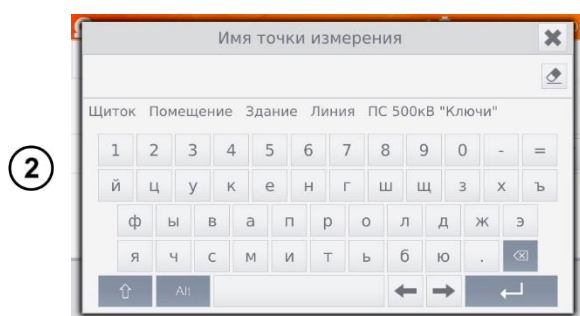 Имя точки измерения
Щиток Помещение Здание Линия ПС 500кВ "Ключи"
1 2 3 4 5 6 7 8 9 0 - =
2
й ц у к е н г ш щ з х ъ
ф ы в а п р о л д ж э
я ч с м и т ь б ю .
Alt